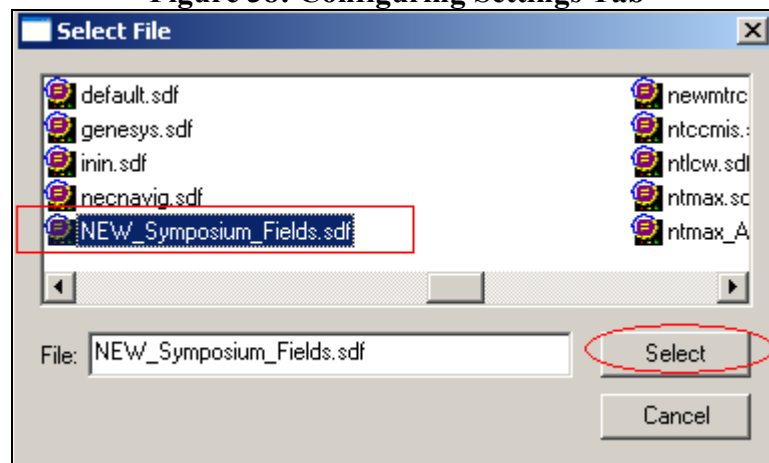 Figure 38: Configuring Settings Tab
Select File
default.sdf
genesys.sdf
inin.sdf
necnavig.sdf
NEW_Symposium_Fields.sdf
newmtrc
ntccmis.
ntlcw.sd
ntmax.sc
ntmax_A
File: NEW_Symposium_Fields.sdf
Select
Cancel